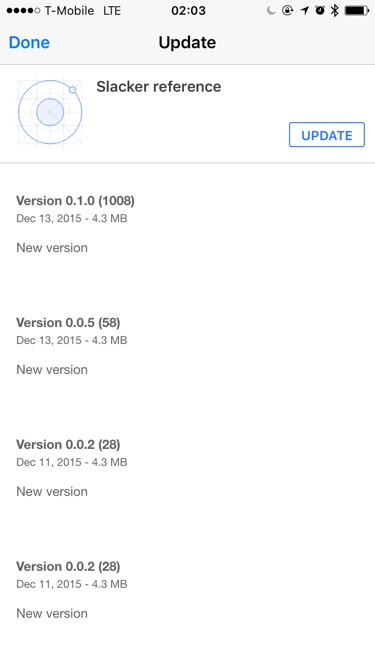 T-Mobile LTE 02:03
Done Update
Slacker reference
UPDATE
Version 0.1.0 (1008)
Dec 13, 2015 - 4.3 MB
New version
Version 0.0.5 (58)
Dec 13, 2015 - 4.3 MB
New version
Version 0.0.2 (28)
Dec 11, 2015 - 4.3 MB
New version
Version 0.0.2 (28)
Dec 11, 2015 - 4.3 MB
New version